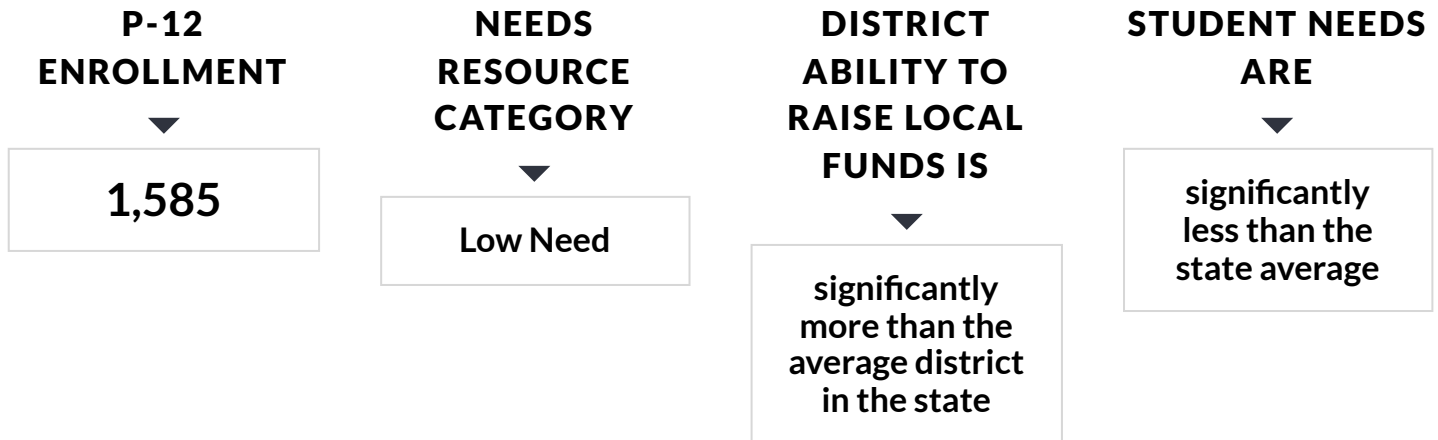 P-12
ENROLLMENT
1,585
NEEDS
RESOURCE
CATEGORY
Low Need
DISTRICT
ABILITY TO
RAISE LOCAL
FUNDS IS
significantly
more than the
average district
in the state
STUDENT NEEDS
ARE
significantly
less than the
state average